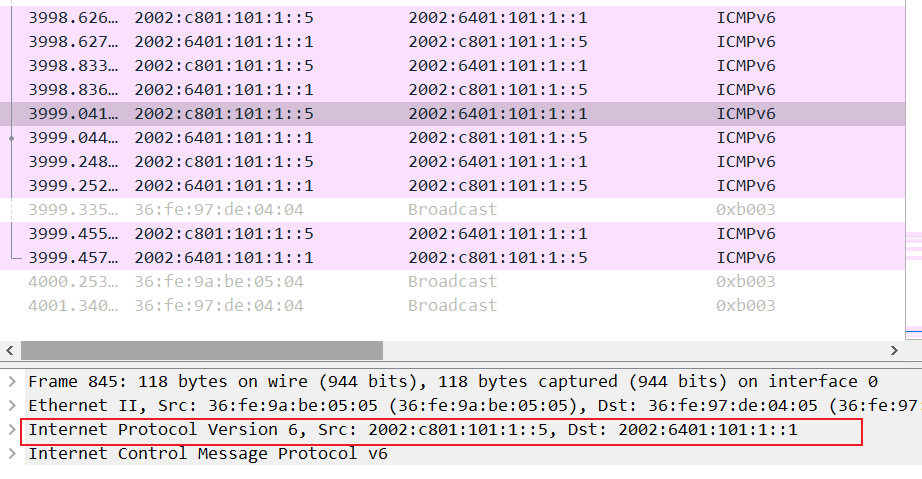 3998.626… 2002:c801:101:1::5 2002:6401:101:1::1 ICMPv6
3998.627… 2002:6401:101:1::1 2002:c801:101:1::5 ICMPv6
3998.833… 2002:c801:101:1::5 2002:6401:101:1::1 ICMPv6
3998.836… 2002:6401:101:1::1 2002:c801:101:1::5 ICMPv6
3999.041… 2002:c801:101:1::5 2002:6401:101:1::1 ICMPv6
3999.044… 2002:6401:101:1::1 2002:c801:101:1::5 ICMPv6
3999.248… 2002:c801:101:1::5 2002:6401:101:1::1 ICMPv6
3999.252… 2002:6401:101:1::1 2002:c801:101:1::5 ICMPv6
3999.335… 36:fe:97:de:04:04 Broadcast 0xb003
3999.455… 2002:c801:101:1::5 2002:6401:101:1::1 ICMPv6
3999.457… 2002:6401:101:1::1 2002:c801:101:1::5 ICMPv6
4000.253… 36:fe:9a:be:05:04 Broadcast 0xb003
4001.340… 36:fe:97:de:04:04 Broadcast 0xb003
Frame 845: 118 bytes on wire (944 bits), 118 bytes captured (944 bits) on interface 0
Ethernet II, Src: 36:fe:9a:be:05:05 (36:fe:9a:be:05:05), Dst: 36:fe:97:de:04:05 (36:fe:97:
Internet Protocol Version 6, Src: 2002:c801:101:1::5, Dst: 2002:6401:101:1::1
Internet Control Message Protocol v6